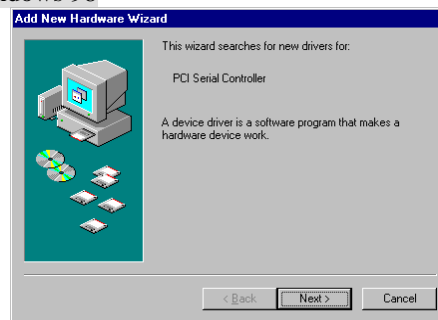 Add New Hardware Wizard
This wizard searches for new drivers for:
PCI Serial Controller
A device driver is a software program that makes a
hardware device work.
< Back
Next >
Cancel